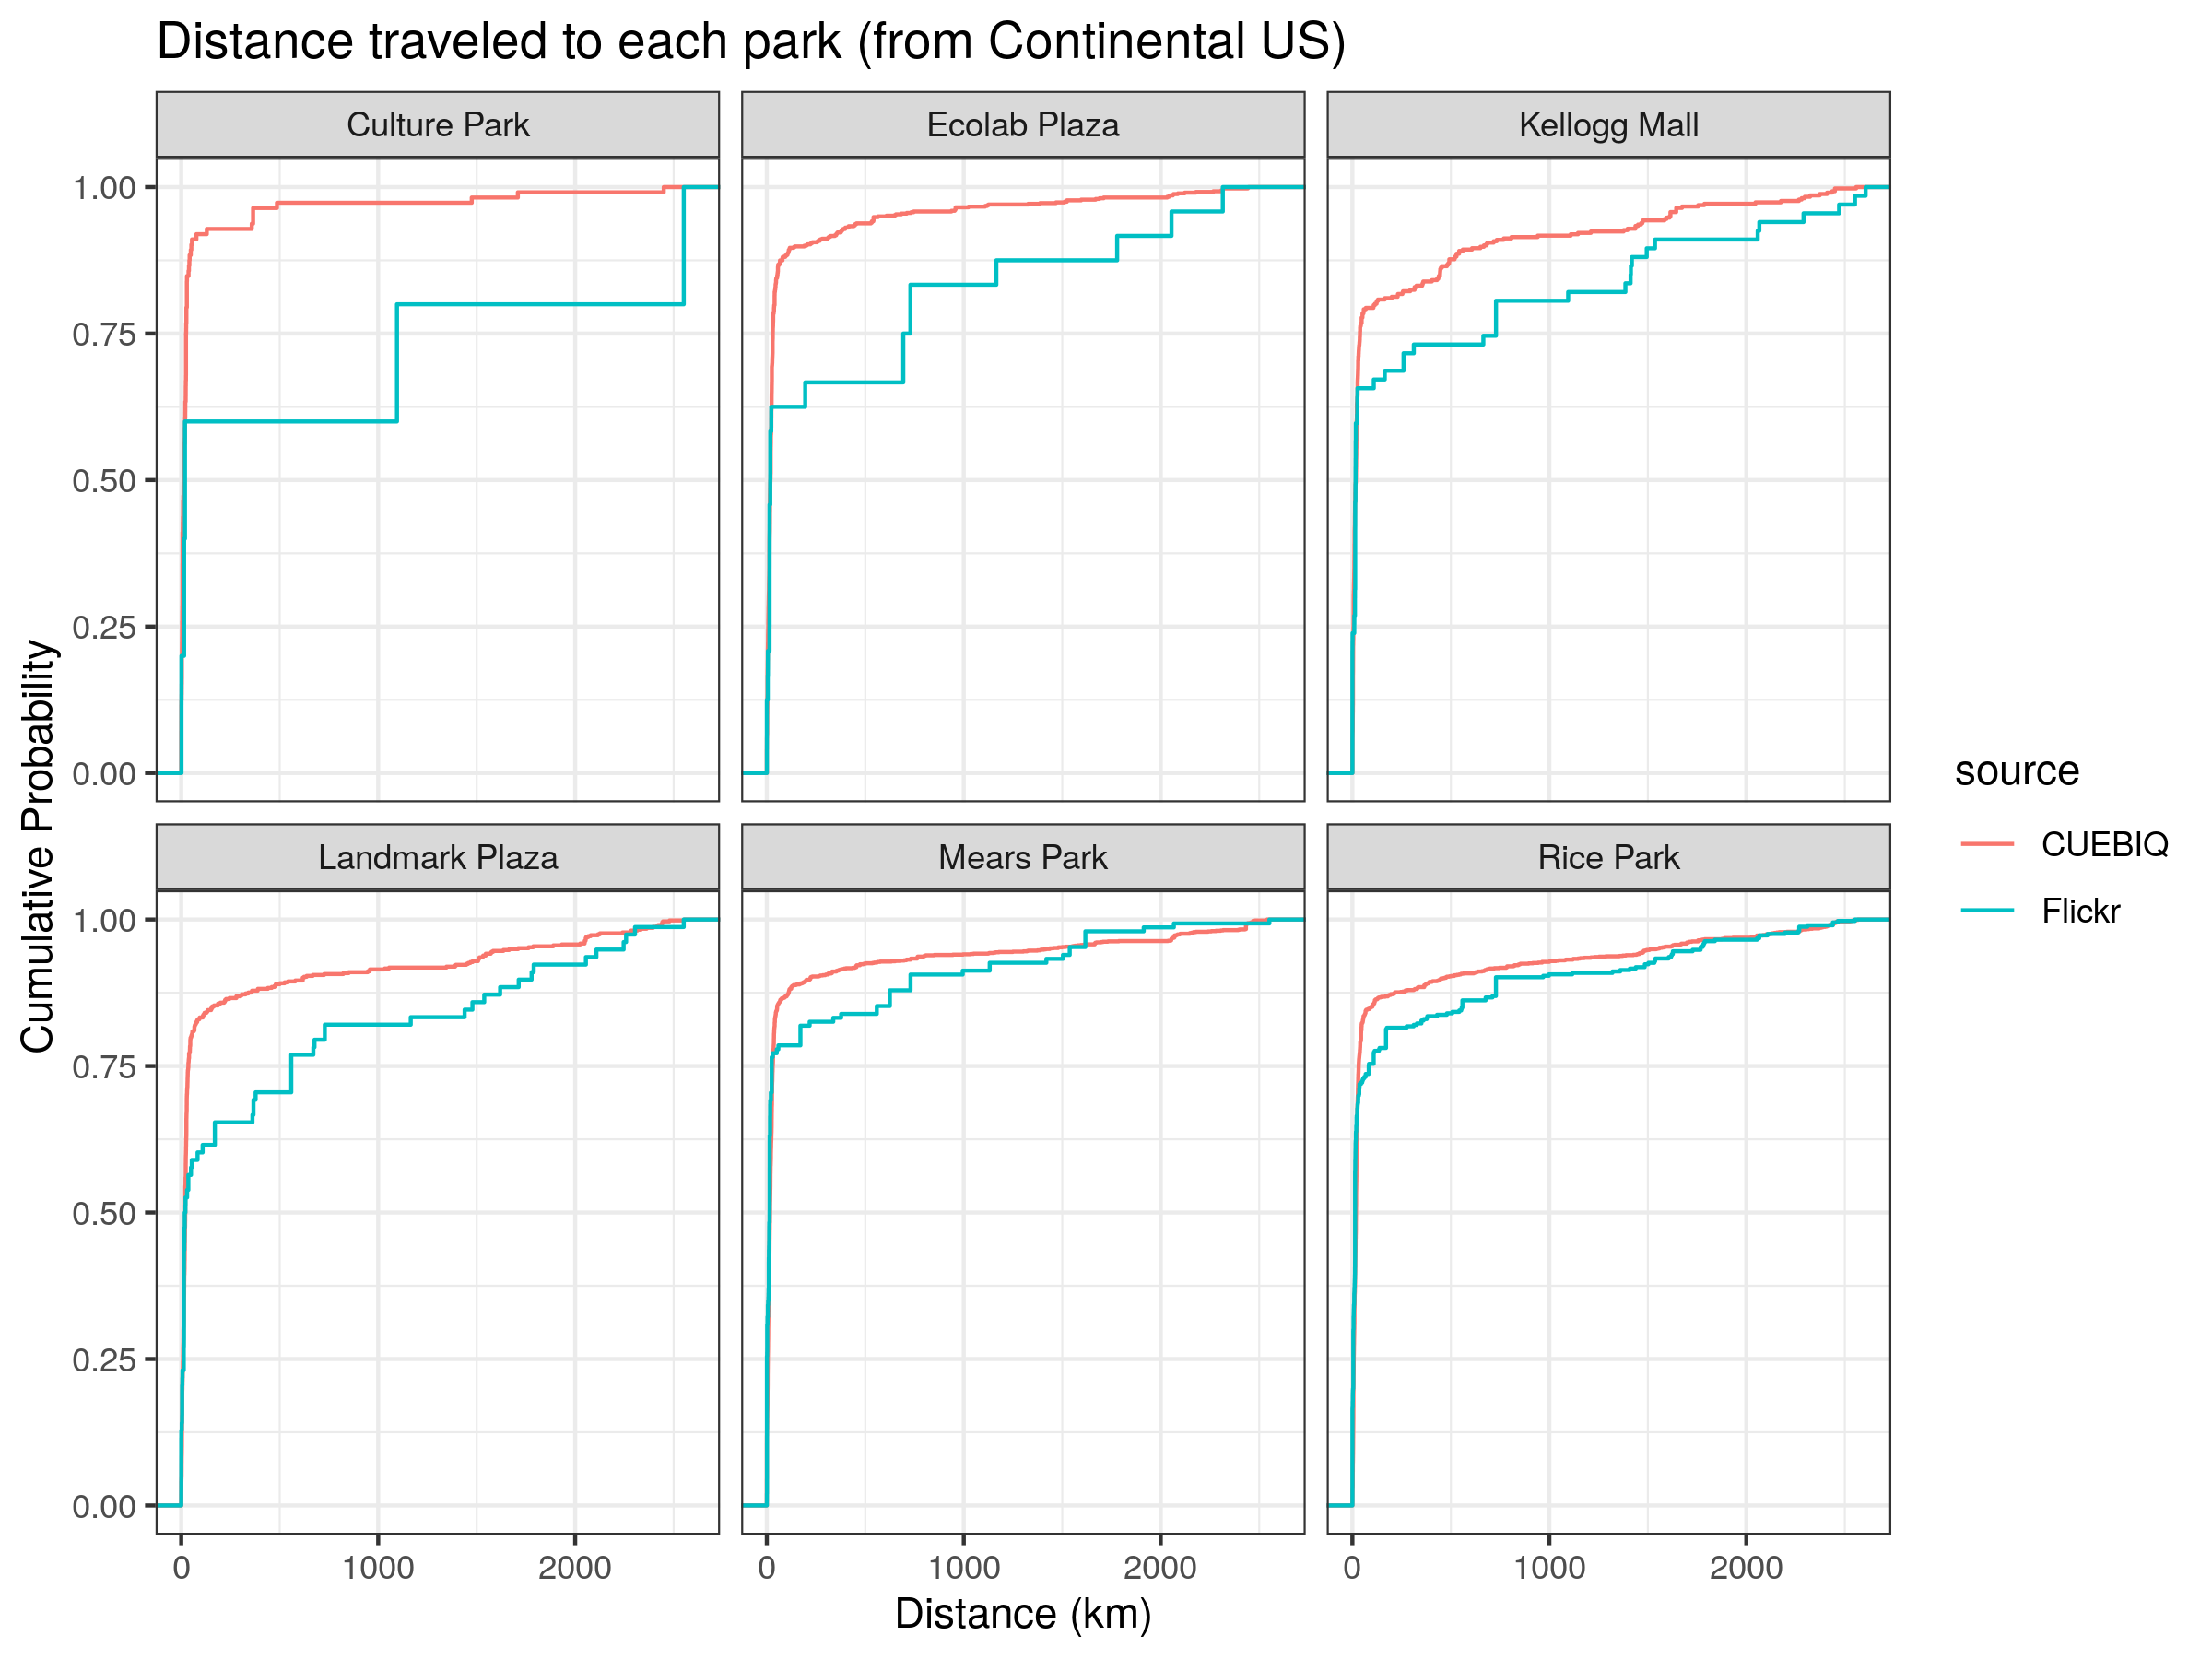 Distance traveled to each park (from Continental US)
Culture Park
Ecolab Plaza
Kellogg Mall
1.00
0.75
0.50
0.25
0.00
Landmark Plaza
Mears Park
Rice Park
1.00
0.75
0.50
0.25
0.00
0 1000 2000
0 1000 2000
0 1000 2000
Distance (km)
Cumulative Probability
source
CUEBIQ
Flickr